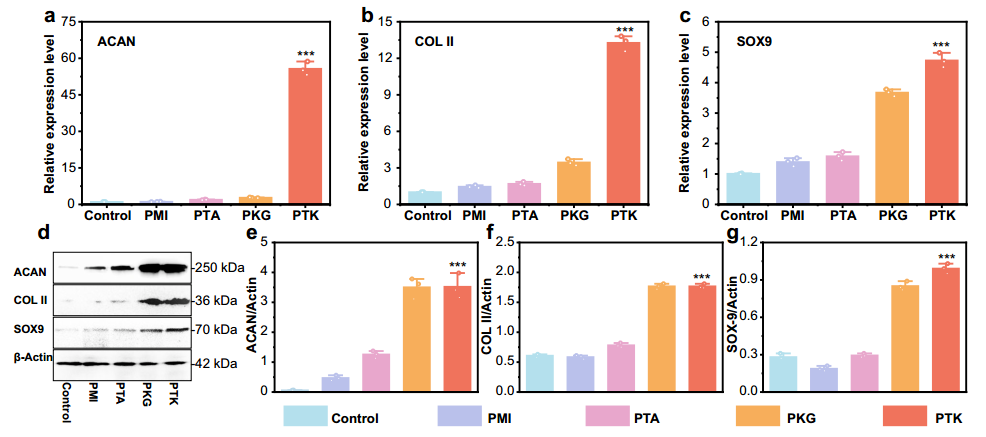 a
b
c
75
60
45
30
15
0
Relative expression level
ACAN
***
Control PMI PTA PKG PTK
15
12
9
6
3
0
Relative expression level
COL II
***
Control PMI PTA PKG PTK
6
5
4
3
2
1
0
Relative expression level
SOX9
***
Control PMI PTA PKG PTK
d
ACAN -250 kDa
COL II -36 kDa
SOX9 -70 kDa
β-Actin -42 kDa
Control PMI PTA PKG PTK
e
5
4
3
2
1
0
ACAN/Actin
***
f
2.5
2.0
1.5
1.0
0.5
0.0
COL II/Actin
***
g
1.2
0.9
0.6
0.3
0.0
SOX-9/Actin
***
Control PMI PTA PKG PTK